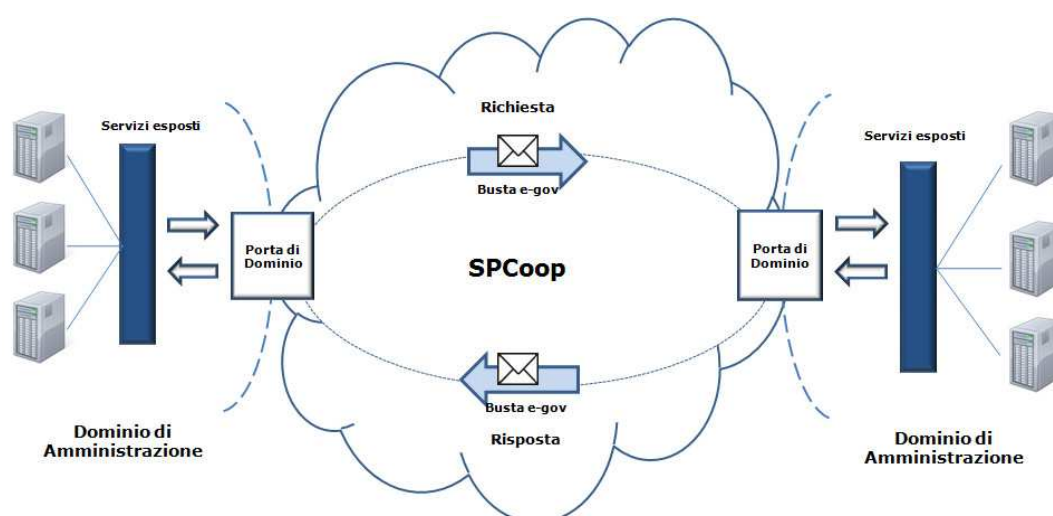 Richiesta
Servizi esposti
Servizi esposti
Busta e-gov
Porta di
Dominio
SPCoop
Porta di
Dominio
Busta e-gov
Risposta
Dominio di
Amministrazione
Dominio di
Amministrazione